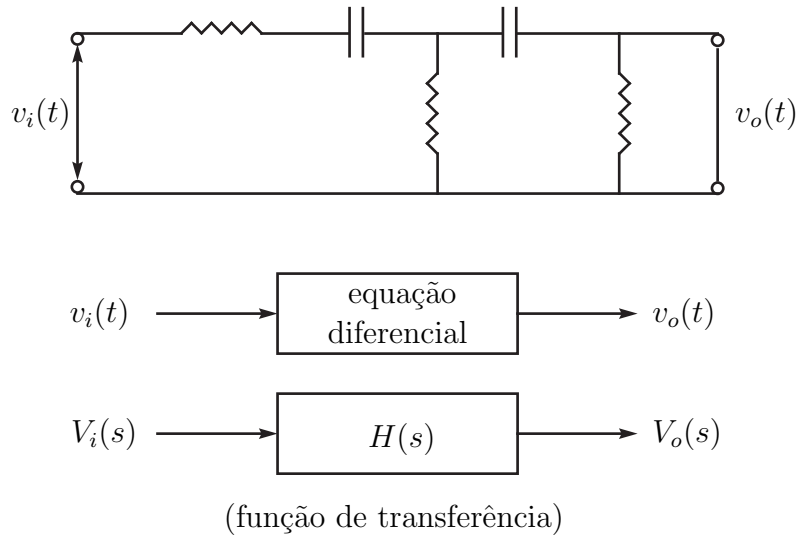 v_i(t)
v_o(t)
v_i(t)
equação
diferencial
v_o(t)
V_i(s)
H(s)
V_o(s)
(função de transferência)